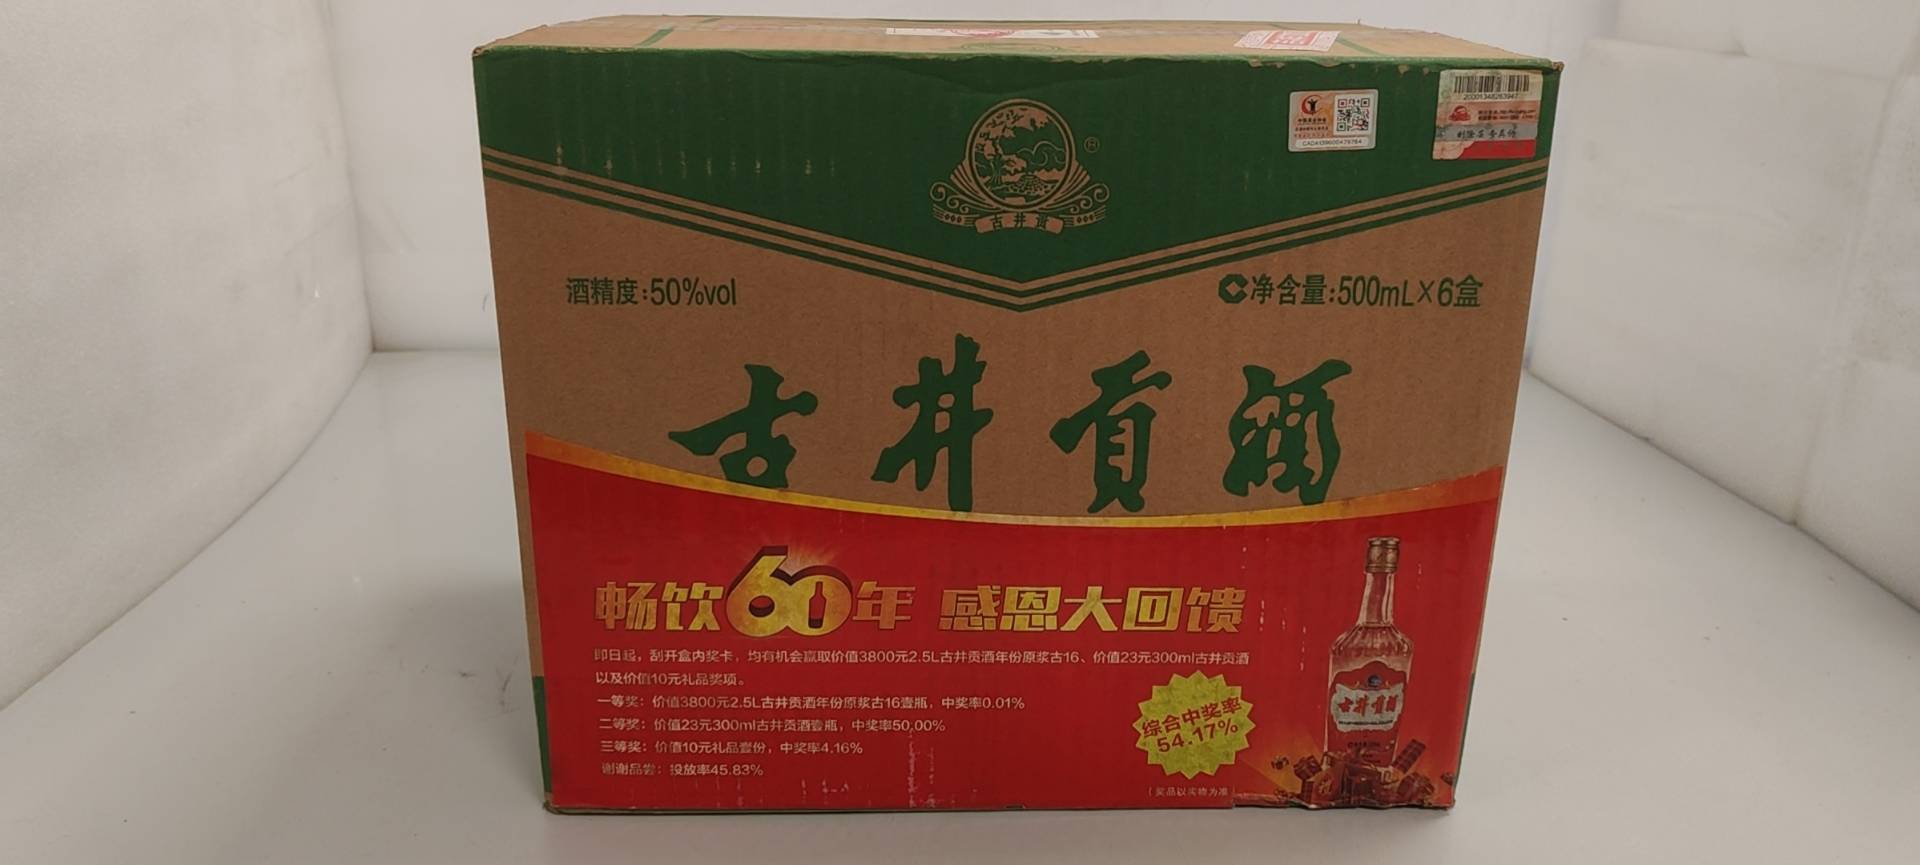 20001348263947
CADA139600479764
古井贡
®
酒精度:50%vol
净含量:500mL×6盒
古井贡酒
畅饮60年 感恩大回馈
即日起，刮开盒内奖卡，均有机会赢取价值3800元2.5L古井贡酒年份原浆古16、价值23元300ml古井贡酒
以及价值10元礼品奖项。
一等奖：价值3800元2.5L古井贡酒年份原浆古16壹瓶，中奖率0.01%
二等奖：价值23元300ml古井贡酒壹瓶，中奖率50.00%
三等奖：价值10元礼品壹份，中奖率4.16%
谢谢品尝：投放率45.83%
综合中奖率
54.17%
古井贡酒
(奖品以实物为准